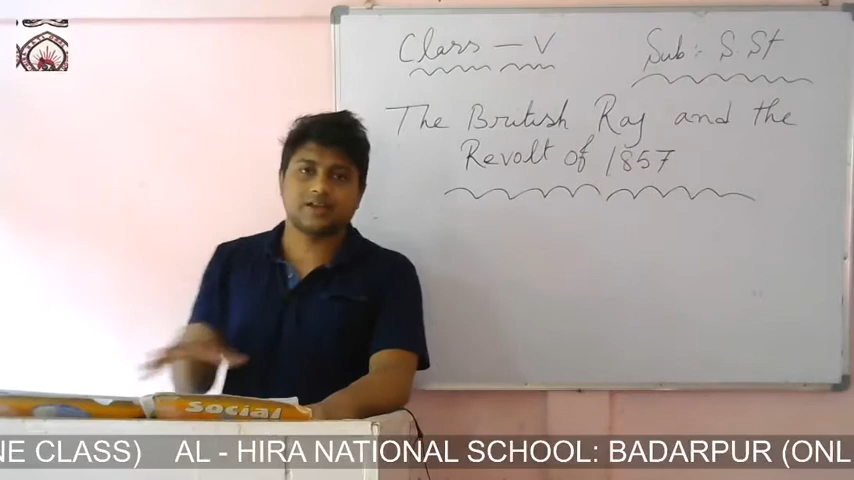 Class - V Sub: S.St
The British Raj and the
Revolt of 1857
Social
NE CLASS) AL - HIRA NATIONAL SCHOOL: BADARPUR (ONL